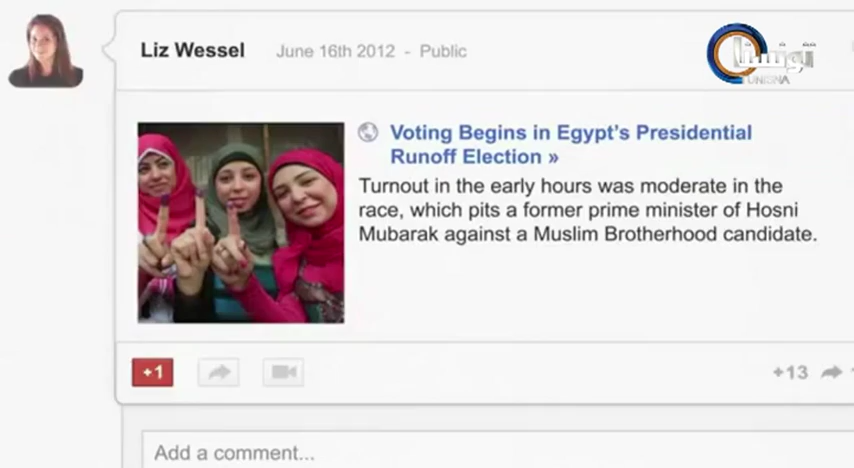 Liz Wessel
June 16th 2012 - Public
تونسنا
TUNISNA
Voting Begins in Egypt's Presidential
Runoff Election »
Turnout in the early hours was moderate in the
race, which pits a former prime minister of Hosni
Mubarak against a Muslim Brotherhood candidate.
+1
+13
Add a comment...